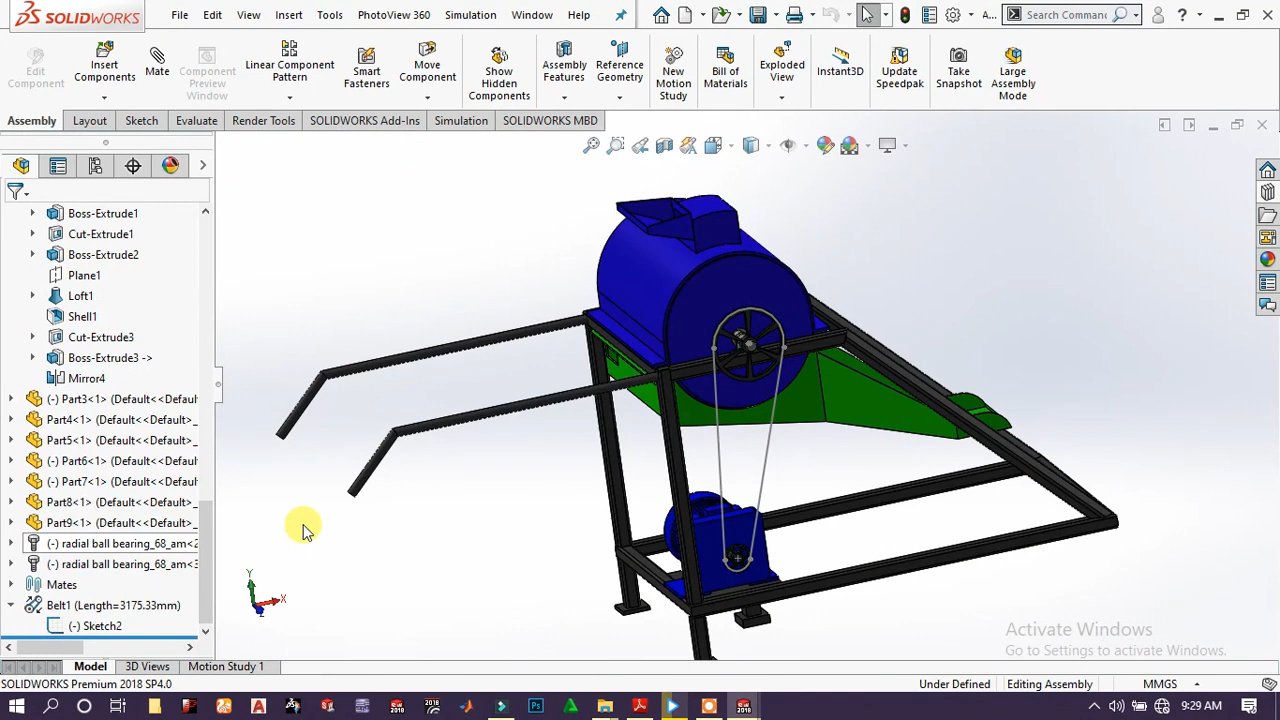 SOLIDWORKS
File Edit View Insert Tools PhotoView 360 Simulation Window Help A... Search Command ?
Edit Component
Insert Components
Mate
Component Preview Window
Linear Component Pattern
Smart Fasteners
Move Component
Show Hidden Components
Assembly Features
Reference Geometry
New Motion Study
Bill of Materials
Exploded View
Instant3D
Update Speedpak
Take Snapshot
Large Assembly Mode
Assembly Layout Sketch Evaluate Render Tools SOLIDWORKS Add-Ins Simulation SOLIDWORKS MBD
Boss-Extrude1
Cut-Extrude1
Boss-Extrude2
Plane1
Loft1
Shell1
Cut-Extrude3
Boss-Extrude3 ->
Mirror4
(-) Part3<1> (Default<<Defaul
Part4<1> (Default<<Default>_
Part5<1> (Default<<Default>_
(-) Part6<1> (Default<<Defaul
(-) Part7<1> (Default<<Defaul
Part8<1> (Default<<Default>_
Part9<1> (Default<<Default>_
(-) radial ball bearing_68_am<2
(-) radial ball bearing_68_am<3
Mates
Belt1 (Length=3175.33mm)
(-) Sketch2
Y
X
Z
Activate Windows
Go to Settings to activate Windows.
Model 3D Views Motion Study 1
SOLIDWORKS Premium 2018 SP4.0 Under Defined Editing Assembly MMGS
9:29 AM